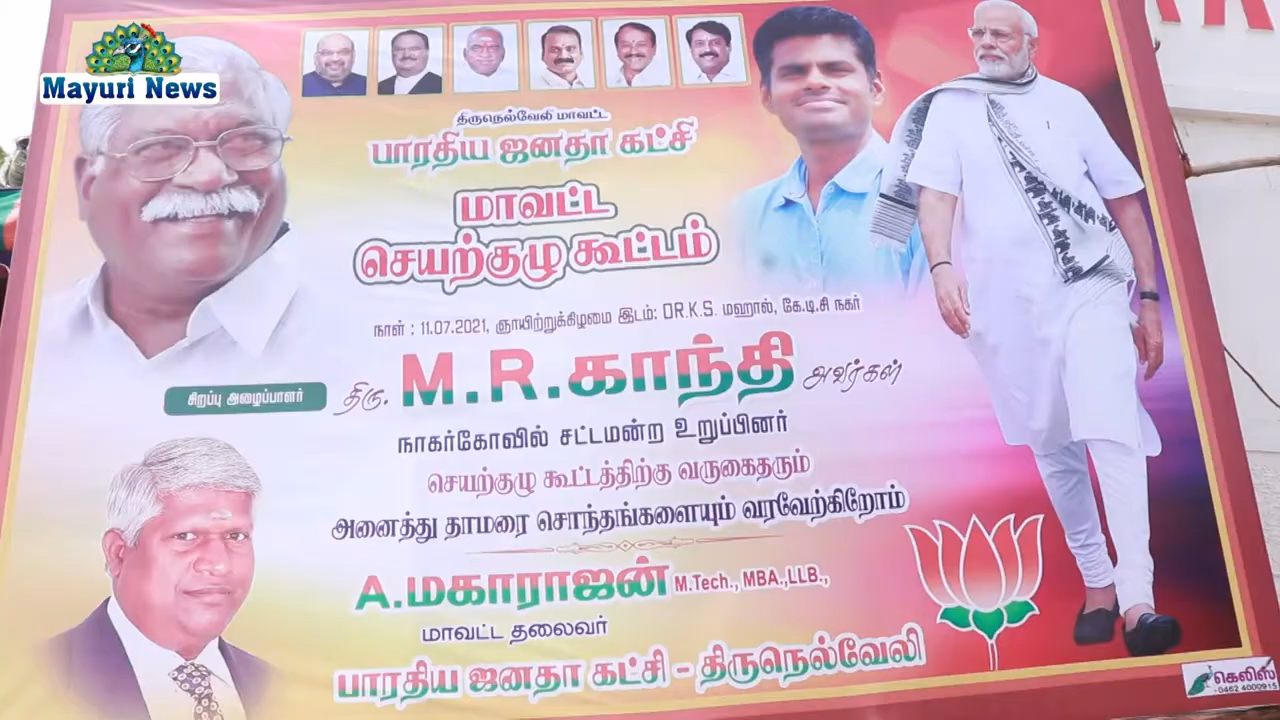 Mayuri News
திருநெல்வேலி மாவட்ட
பாரதிய ஜனதா கட்சி
மாவட்ட
செயற்குழு கூட்டம்
நாள் : 11.07.2021, ஞாயிற்றுக்கிழமை இடம்: DR.K.S. மஹால், கே.டி.சி நகர்
சிறப்பு அழைப்பாளர்
திரு. M.R.காந்தி அவர்கள்
நாகர்கோவில் சட்டமன்ற உறுப்பினர்
செயற்குழு கூட்டத்திற்கு வருகைதரும்
அனைத்து தாமரை சொந்தங்களையும் வரவேற்கிறோம்
A.மகாராஜன் M.Tech., MBA.,LLB.,
மாவட்ட தலைவர்
பாரதிய ஜனதா கட்சி - திருநெல்வேலி
கெலிஸ்
- 0462 4000915